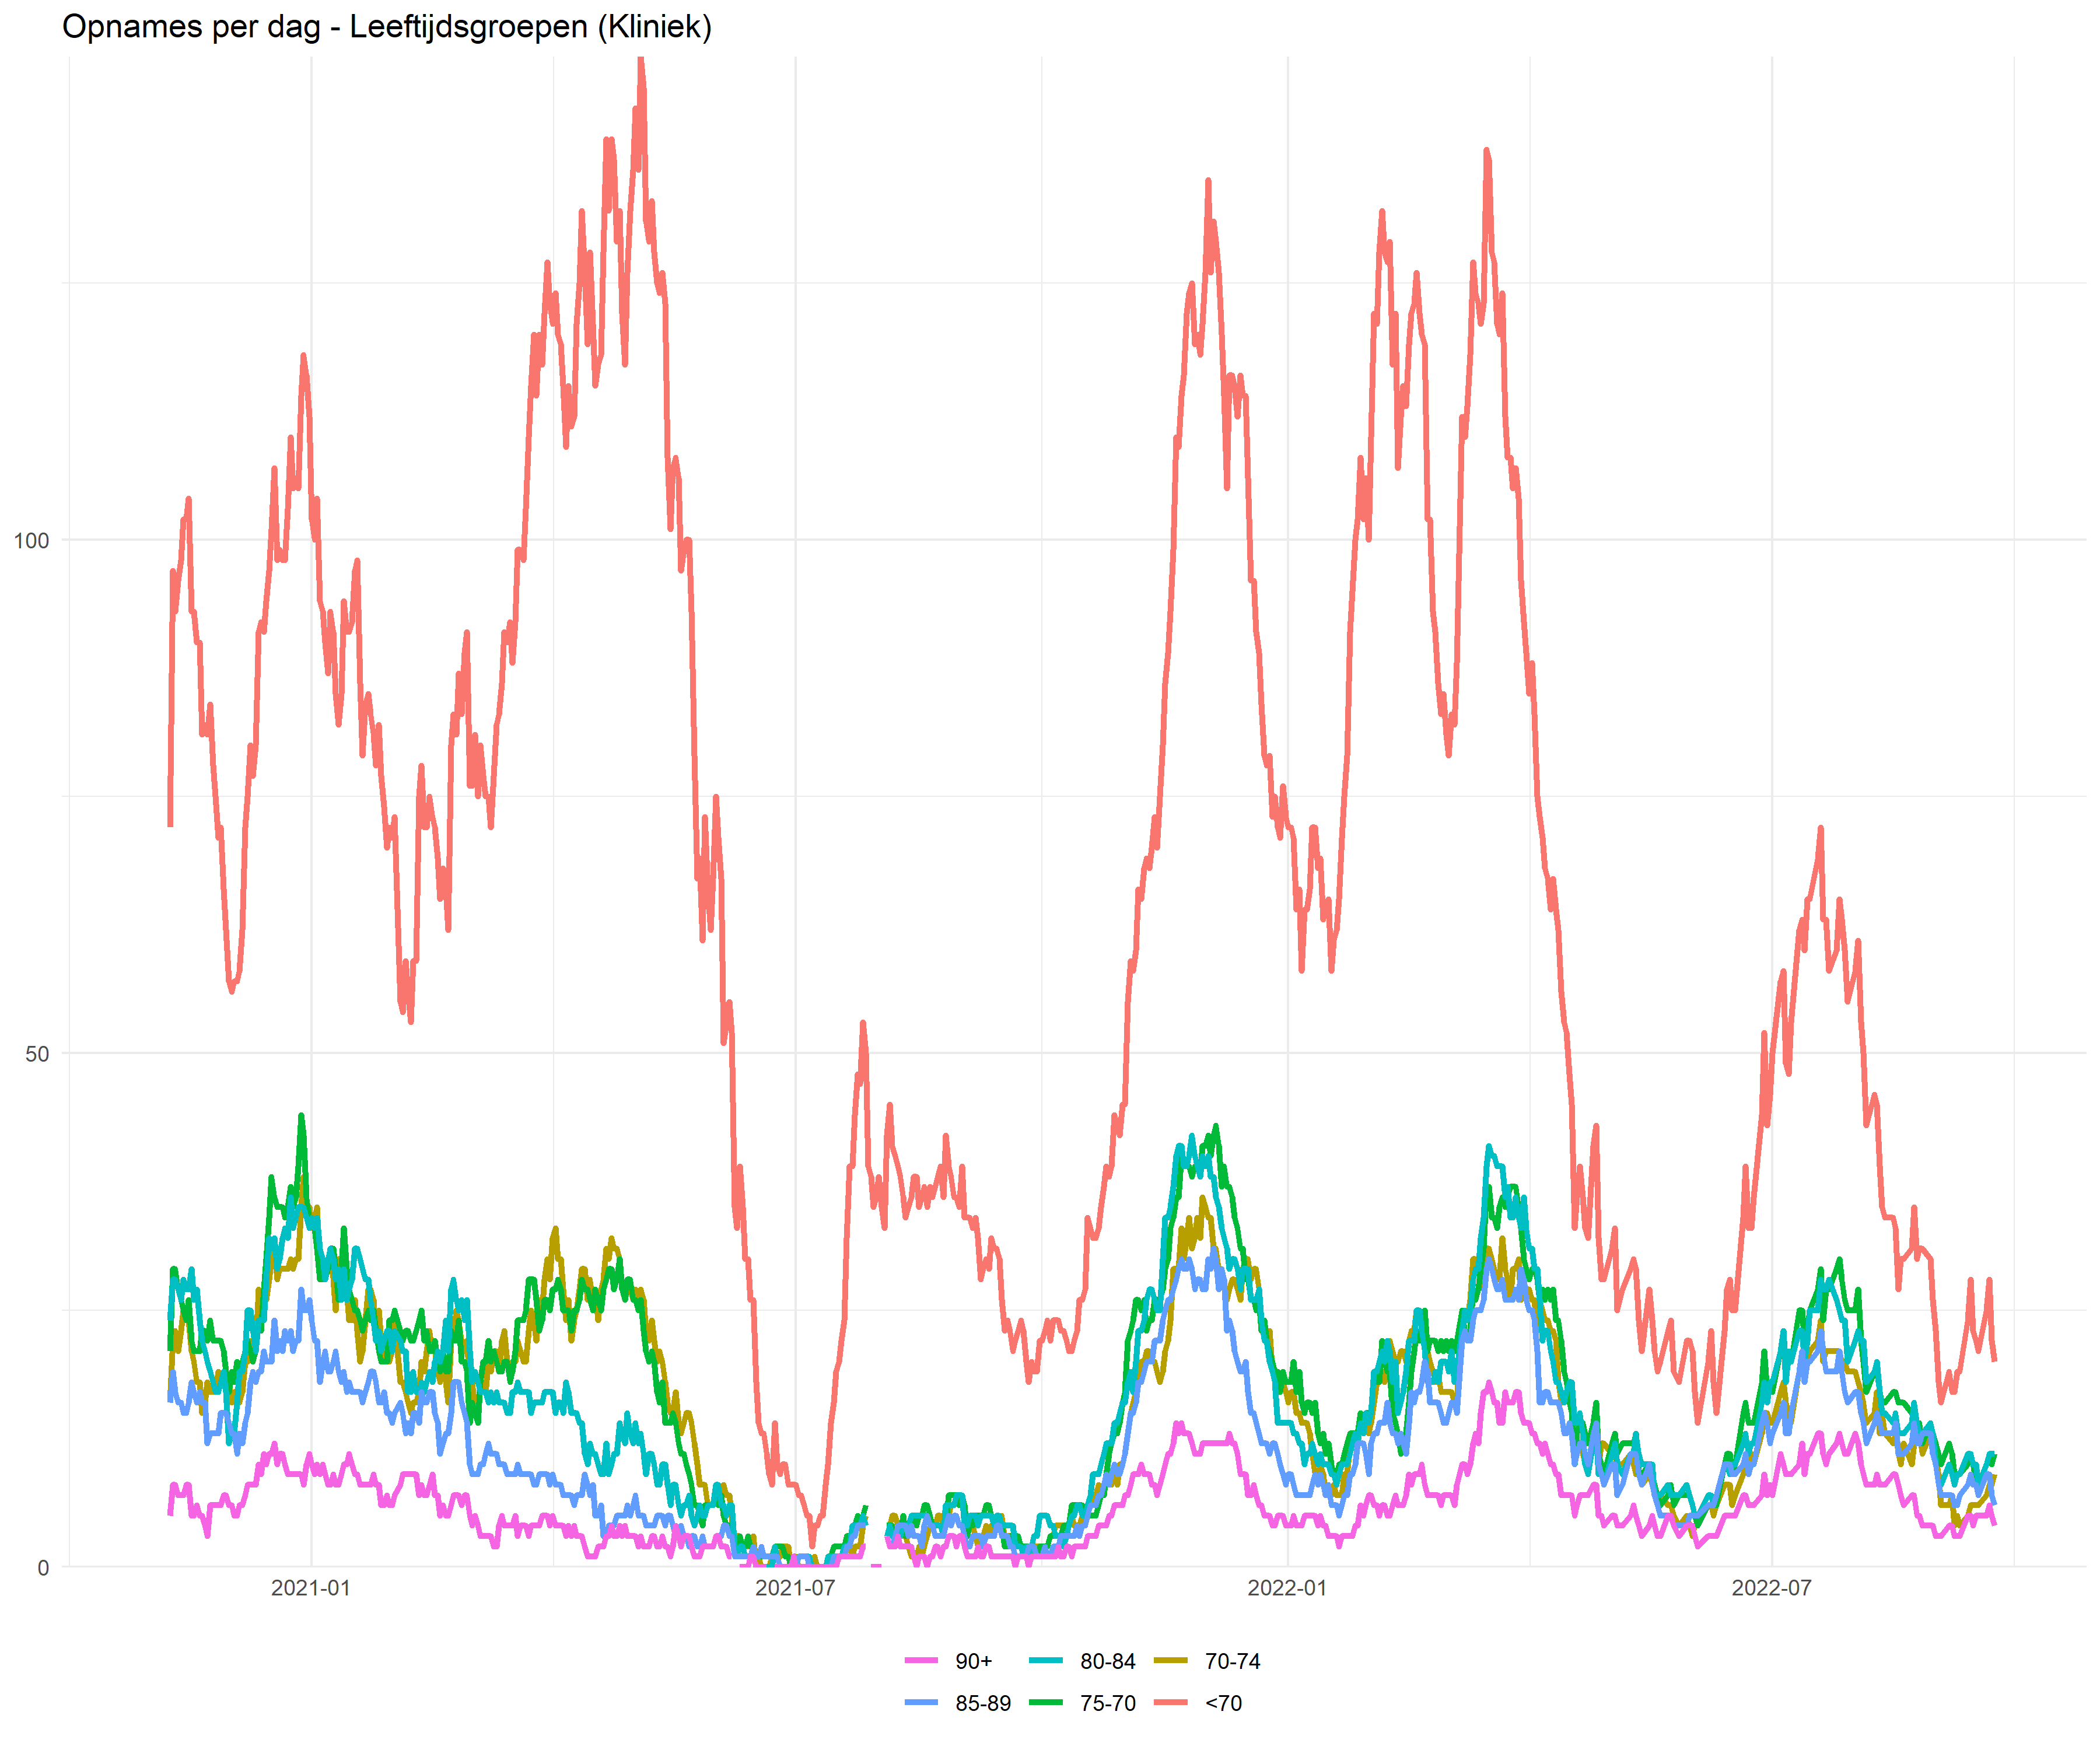 Opnames per dag - Leeftijdsgroepen (Kliniek)
100
50
0
2021-01 2021-07 2022-01 2022-07
90+ 80-84 70-74
85-89 75-70 <70